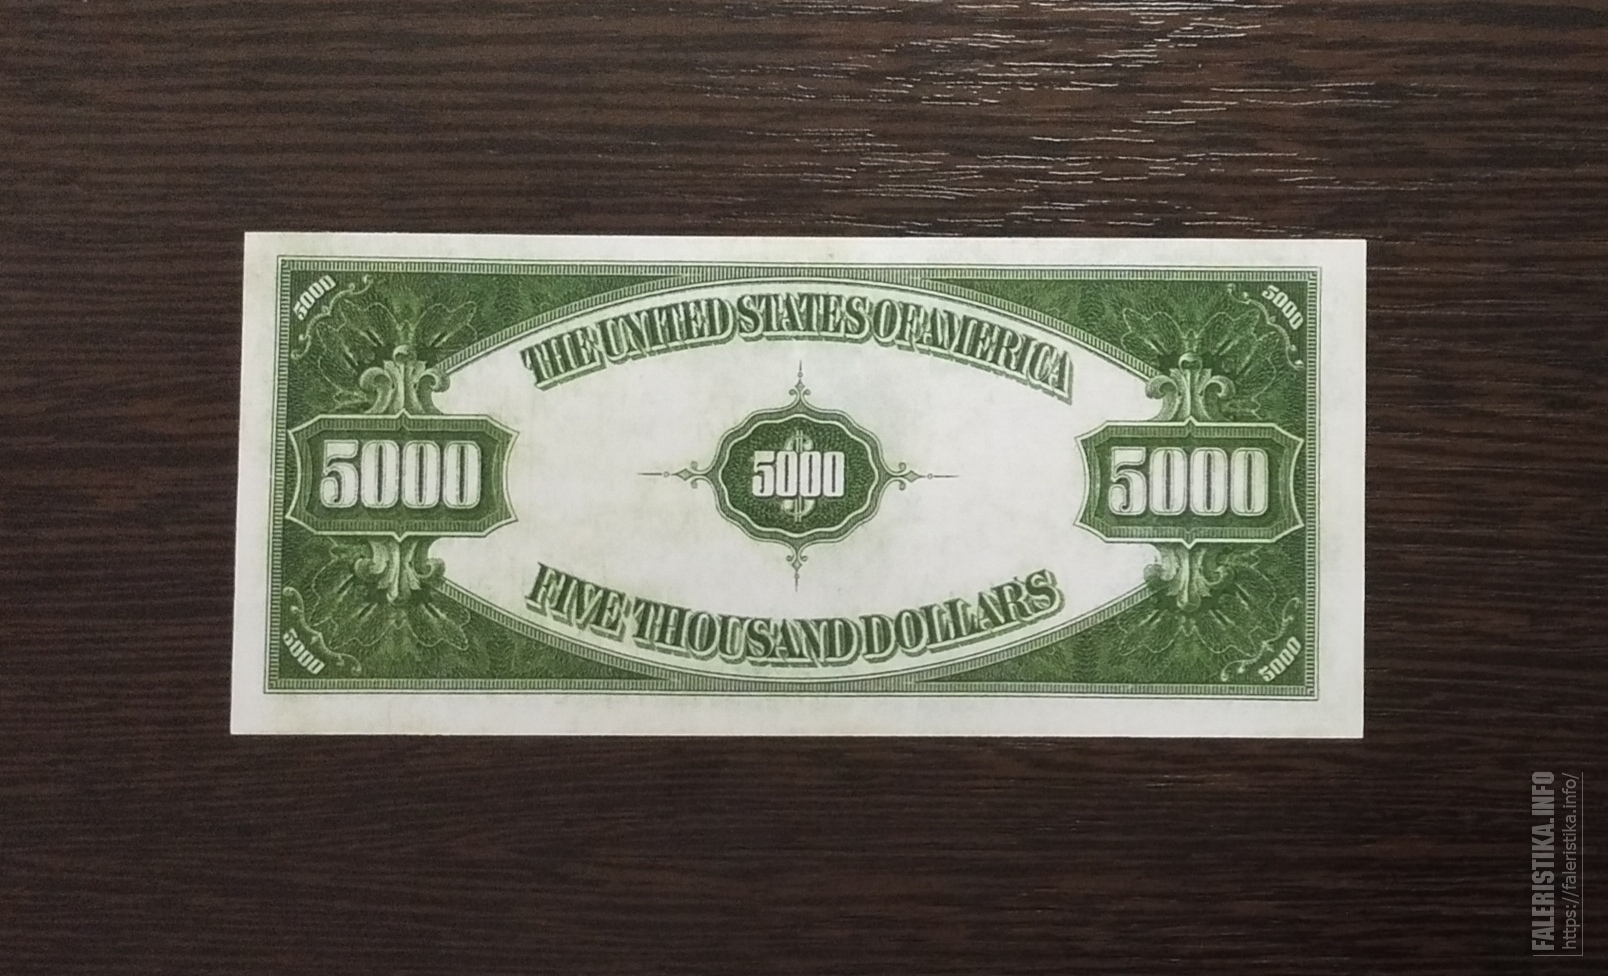 5000 5000
THE UNITED STATES OF AMERICA
5000 $5000 5000
FIVE THOUSAND DOLLARS
5000 5000
FALERISTIKA.INFO
https://faleristika.info/